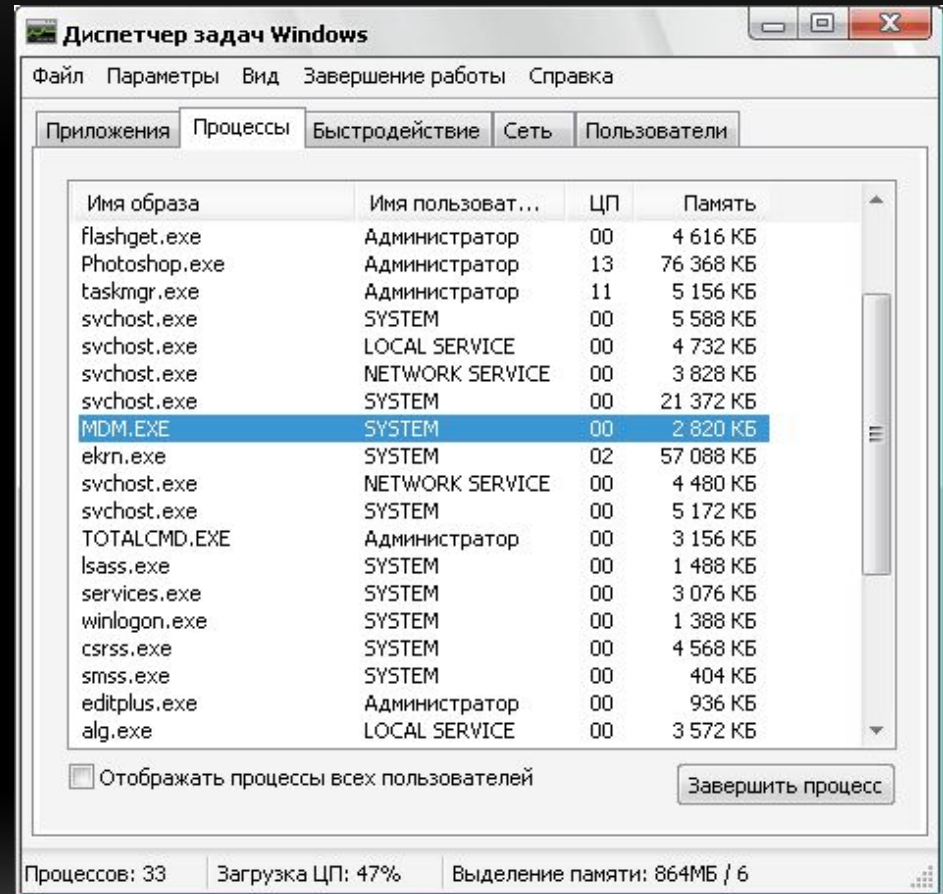 Диспетчер задач Windows
Файл Параметры Вид Завершение работы Справка
Приложения Процессы Быстродействие Сеть Пользователи
Имя образа Имя пользоват... ЦП Память
flashget.exe Администратор 00 4 616 КБ
Photoshop.exe Администратор 13 76 368 КБ
taskmgr.exe Администратор 11 5 156 КБ
svchost.exe SYSTEM 00 5 588 КБ
svchost.exe LOCAL SERVICE 00 4 732 КБ
svchost.exe NETWORK SERVICE 00 3 828 КБ
svchost.exe SYSTEM 00 21 372 КБ
MDM.EXE SYSTEM 00 2 820 КБ
ekrn.exe SYSTEM 02 57 088 КБ
svchost.exe NETWORK SERVICE 00 4 480 КБ
svchost.exe SYSTEM 00 5 172 КБ
TOTALCMD.EXE Администратор 00 3 156 КБ
lsass.exe SYSTEM 00 1 488 КБ
services.exe SYSTEM 00 3 076 КБ
winlogon.exe SYSTEM 00 1 388 КБ
csrss.exe SYSTEM 00 4 568 КБ
smss.exe SYSTEM 00 404 КБ
editplus.exe Администратор 00 936 КБ
alg.exe LOCAL SERVICE 00 3 572 КБ
Отображать процессы всех пользователей
Завершить процесс
Процессов: 33 Загрузка ЦП: 47% Выделение памяти: 864МБ / 6